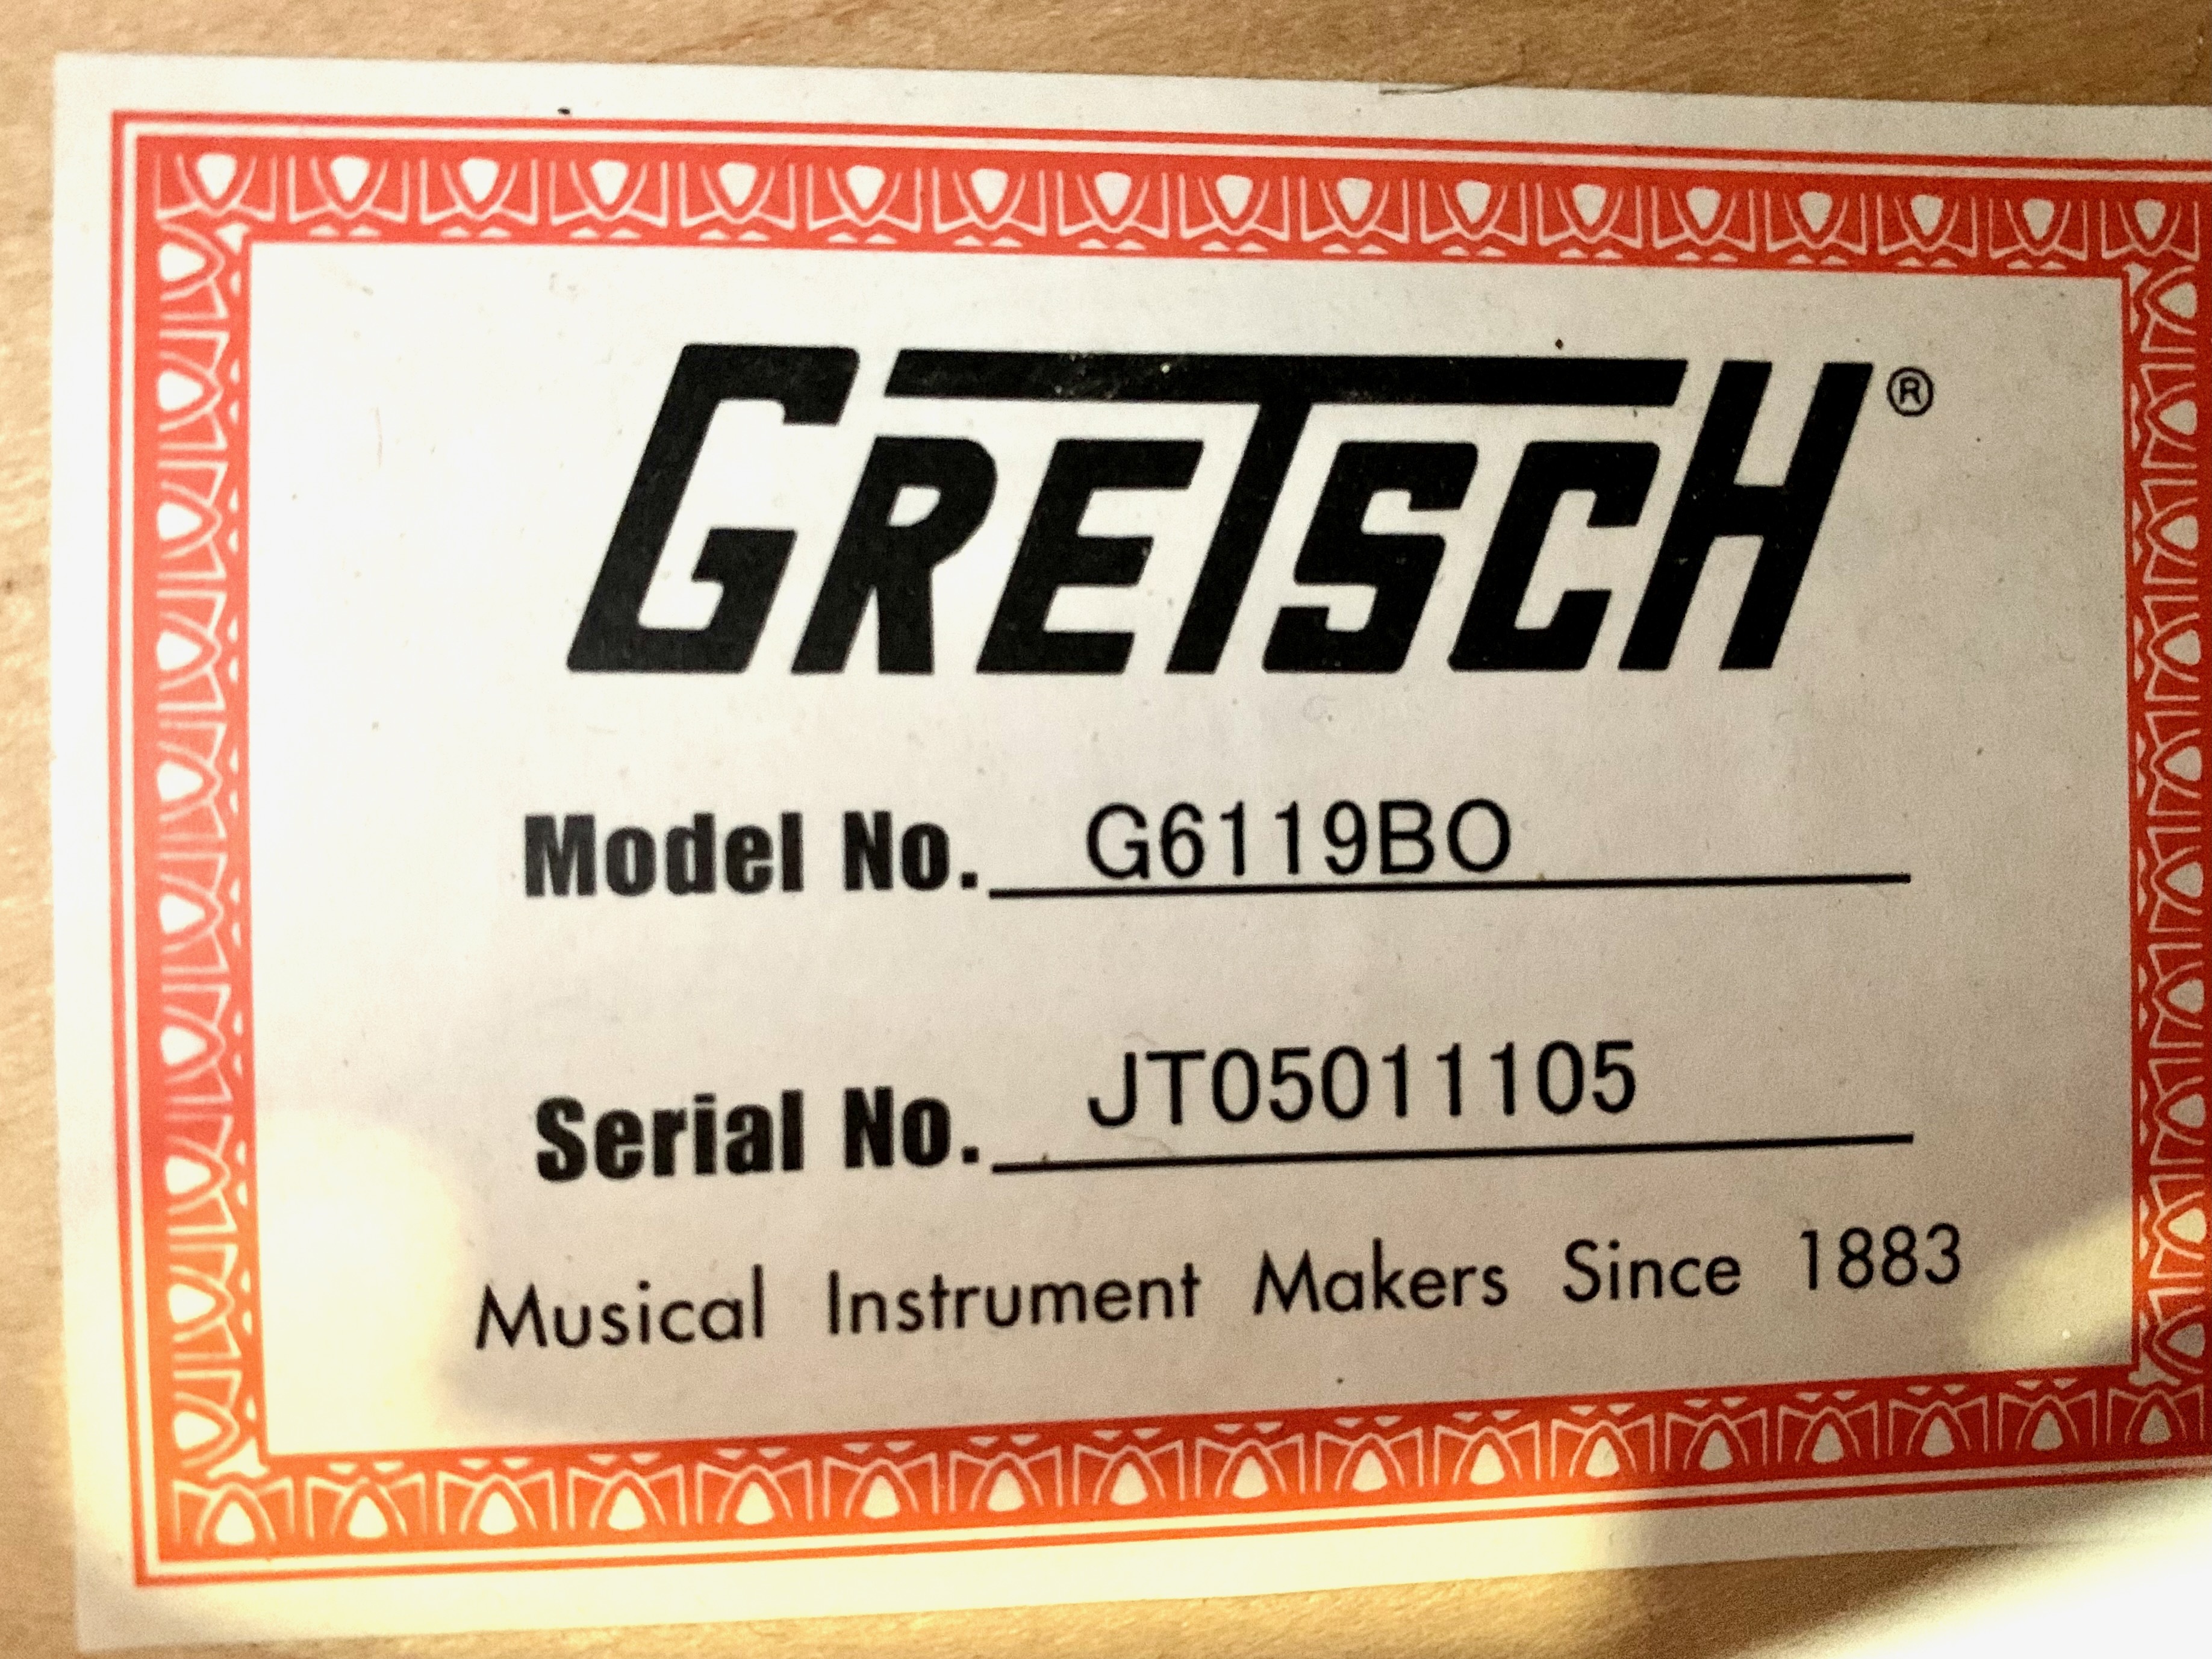 GRETSCH®
Model No. G6119BO
Serial No. JT05011105
Musical Instrument Makers Since 1883